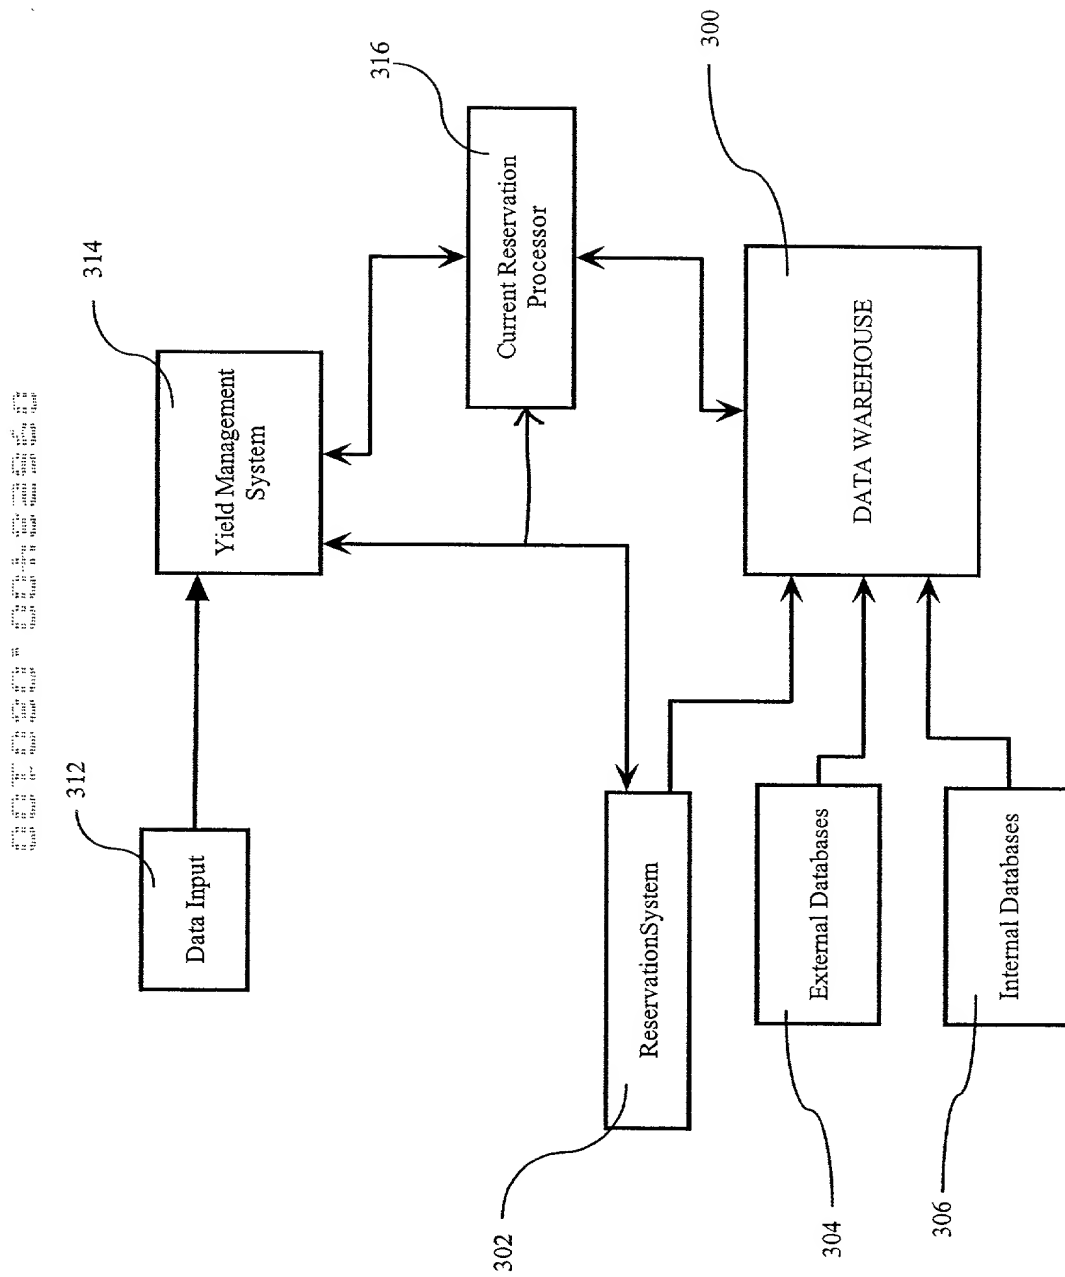 312
314
Data Input
Yield Management
System
316
302
Current Reservation
Processor
ReservationSystem
300
304
External Databases
DATA WAREHOUSE
306
Internal Databases